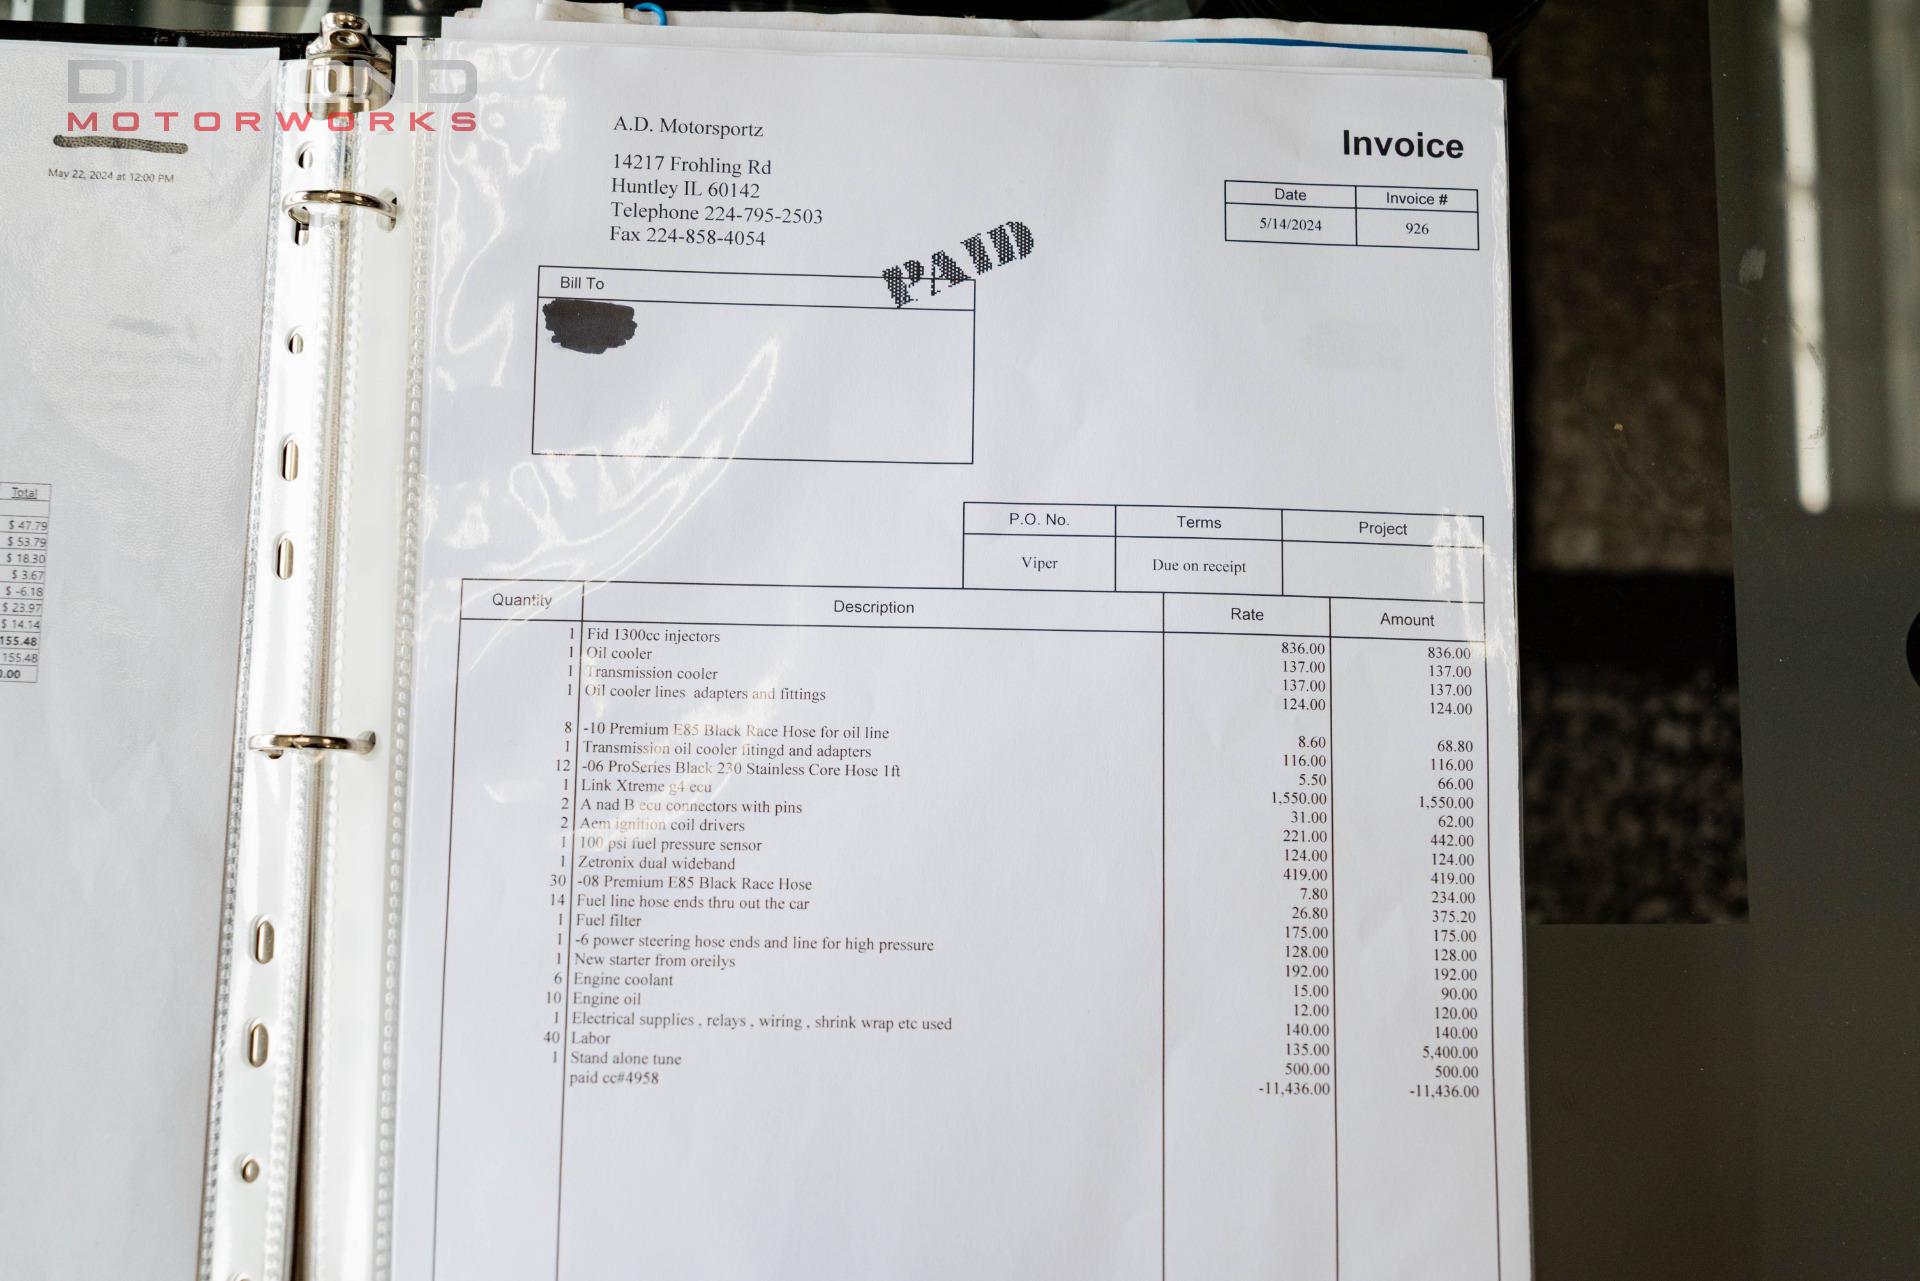 DIAMOND
MOTORWORKS
May 22, 2024 at 12:00 PM
Total
$ 47.79
$ 53.79
$ 18.30
$ 3.67
$ -6.18
$ 23.97
$ 14.14
155.48
155.48
0.00
A.D. Motorsportz
14217 Frohling Rd
Huntley IL 60142
Telephone 224-795-2503
Fax 224-858-4054
Invoice
Date Invoice #
5/14/2024 926
PAID
Bill To
P.O. No. Terms Project
Viper Due on receipt
Quantity Description Rate Amount
1 Fid 1300cc injectors 836.00 836.00
1 Oil cooler 137.00 137.00
1 Transmission cooler 137.00 137.00
1 Oil cooler lines adapters and fittings 124.00 124.00
8 -10 Premium E85 Black Race Hose for oil line 8.60 68.80
1 Transmission oil cooler fitingd and adapters 116.00 116.00
12 -06 ProSeries Black 230 Stainless Core Hose 1ft 5.50 66.00
1 Link Xtreme g4 ecu 1,550.00 1,550.00
2 A nad B ecu connectors with pins 31.00 62.00
2 Aem ignition coil drivers 221.00 442.00
1 100 psi fuel pressure sensor 124.00 124.00
1 Zetronix dual wideband 419.00 419.00
30 -08 Premium E85 Black Race Hose 7.80 234.00
14 Fuel line hose ends thru out the car 26.80 375.20
1 Fuel filter 175.00 175.00
1 -6 power steering hose ends and line for high pressure 128.00 128.00
1 New starter from oreilys 192.00 192.00
6 Engine coolant 15.00 90.00
10 Engine oil 12.00 120.00
1 Electrical supplies , relays , wiring , shrink wrap etc used 140.00 140.00
40 Labor 135.00 5,400.00
1 Stand alone tune 500.00 500.00
paid cc#4958 -11,436.00 -11,436.00